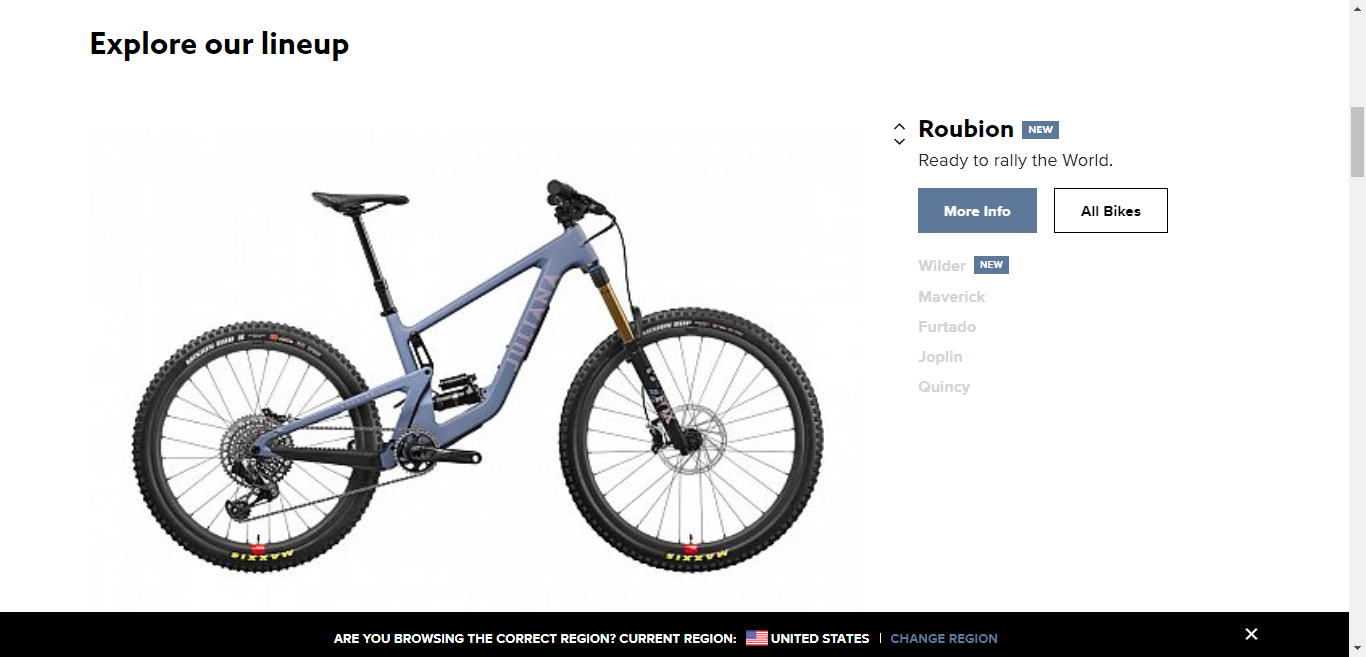 Explore our lineup
Roubion NEW
Ready to rally the World.
More Info
All Bikes
Wilder NEW
Maverick
Furtado
Joplin
Quincy
JULIANA
FOX
MAXXIS
MAXXIS
ARE YOU BROWSING THE CORRECT REGION? CURRENT REGION: UNITED STATES | CHANGE REGION